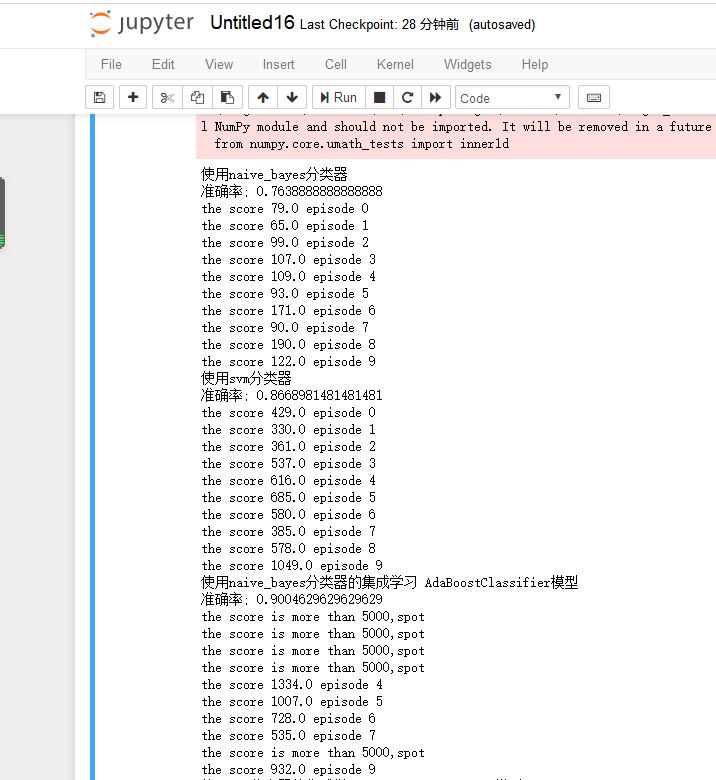 jupyter Untitled16 Last Checkpoint: 28 分钟前 (autosaved)
File Edit View Insert Cell Kernel Widgets Help
Run Code
l NumPy module and should not be imported. It will be removed in a future
from numpy.core.umath_tests import inner1d
使用naive_bayes分类器
准确率: 0.7638888888888888
the score 79.0 episode 0
the score 65.0 episode 1
the score 99.0 episode 2
the score 107.0 episode 3
the score 109.0 episode 4
the score 93.0 episode 5
the score 171.0 episode 6
the score 90.0 episode 7
the score 190.0 episode 8
the score 122.0 episode 9
使用svm分类器
准确率: 0.8668981481481481
the score 429.0 episode 0
the score 330.0 episode 1
the score 361.0 episode 2
the score 537.0 episode 3
the score 616.0 episode 4
the score 685.0 episode 5
the score 580.0 episode 6
the score 385.0 episode 7
the score 578.0 episode 8
the score 1049.0 episode 9
使用naive_bayes分类器的集成学习 AdaBoostClassifier模型
准确率: 0.9004629629629629
the score is more than 5000,spot
the score is more than 5000,spot
the score is more than 5000,spot
the score is more than 5000,spot
the score 1334.0 episode 4
the score 1007.0 episode 5
the score 728.0 episode 6
the score 535.0 episode 7
the score is more than 5000,spot
the score 932.0 episode 9